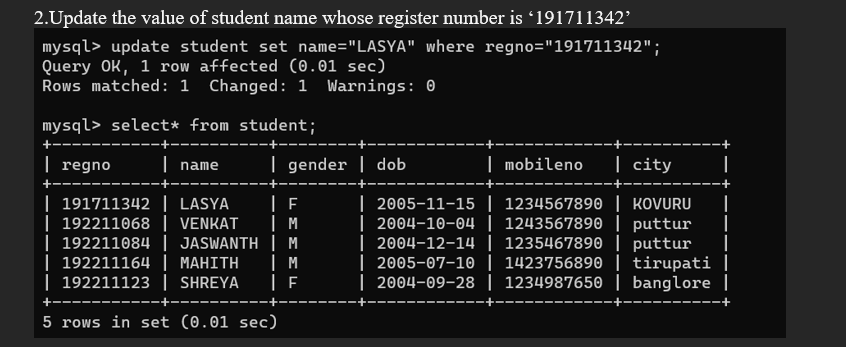 2.Update the value of student name whose register number is ‘191711342’
mysql> update student set name="LASYA" where regno="191711342";
Query OK, 1 row affected (0.01 sec)
Rows matched: 1  Changed: 1  Warnings: 0
mysql> select* from student;
+-----------+----------+--------+------------+------------+----------+
| regno     | name     | gender | dob        | mobileno   | city     |
+-----------+----------+--------+------------+------------+----------+
| 191711342 | LASYA    | F      | 2005-11-15 | 1234567890 | KOVURU   |
| 192211068 | VENKAT   | M      | 2004-10-04 | 1243567890 | puttur   |
| 192211084 | JASWANTH | M      | 2004-12-14 | 1235467890 | puttur   |
| 192211164 | MAHITH   | M      | 2005-07-10 | 1423756890 | tirupati |
| 192211123 | SHREYA   | F      | 2004-09-28 | 1234987650 | banglore |
+-----------+----------+--------+------------+------------+----------+
5 rows in set (0.01 sec)